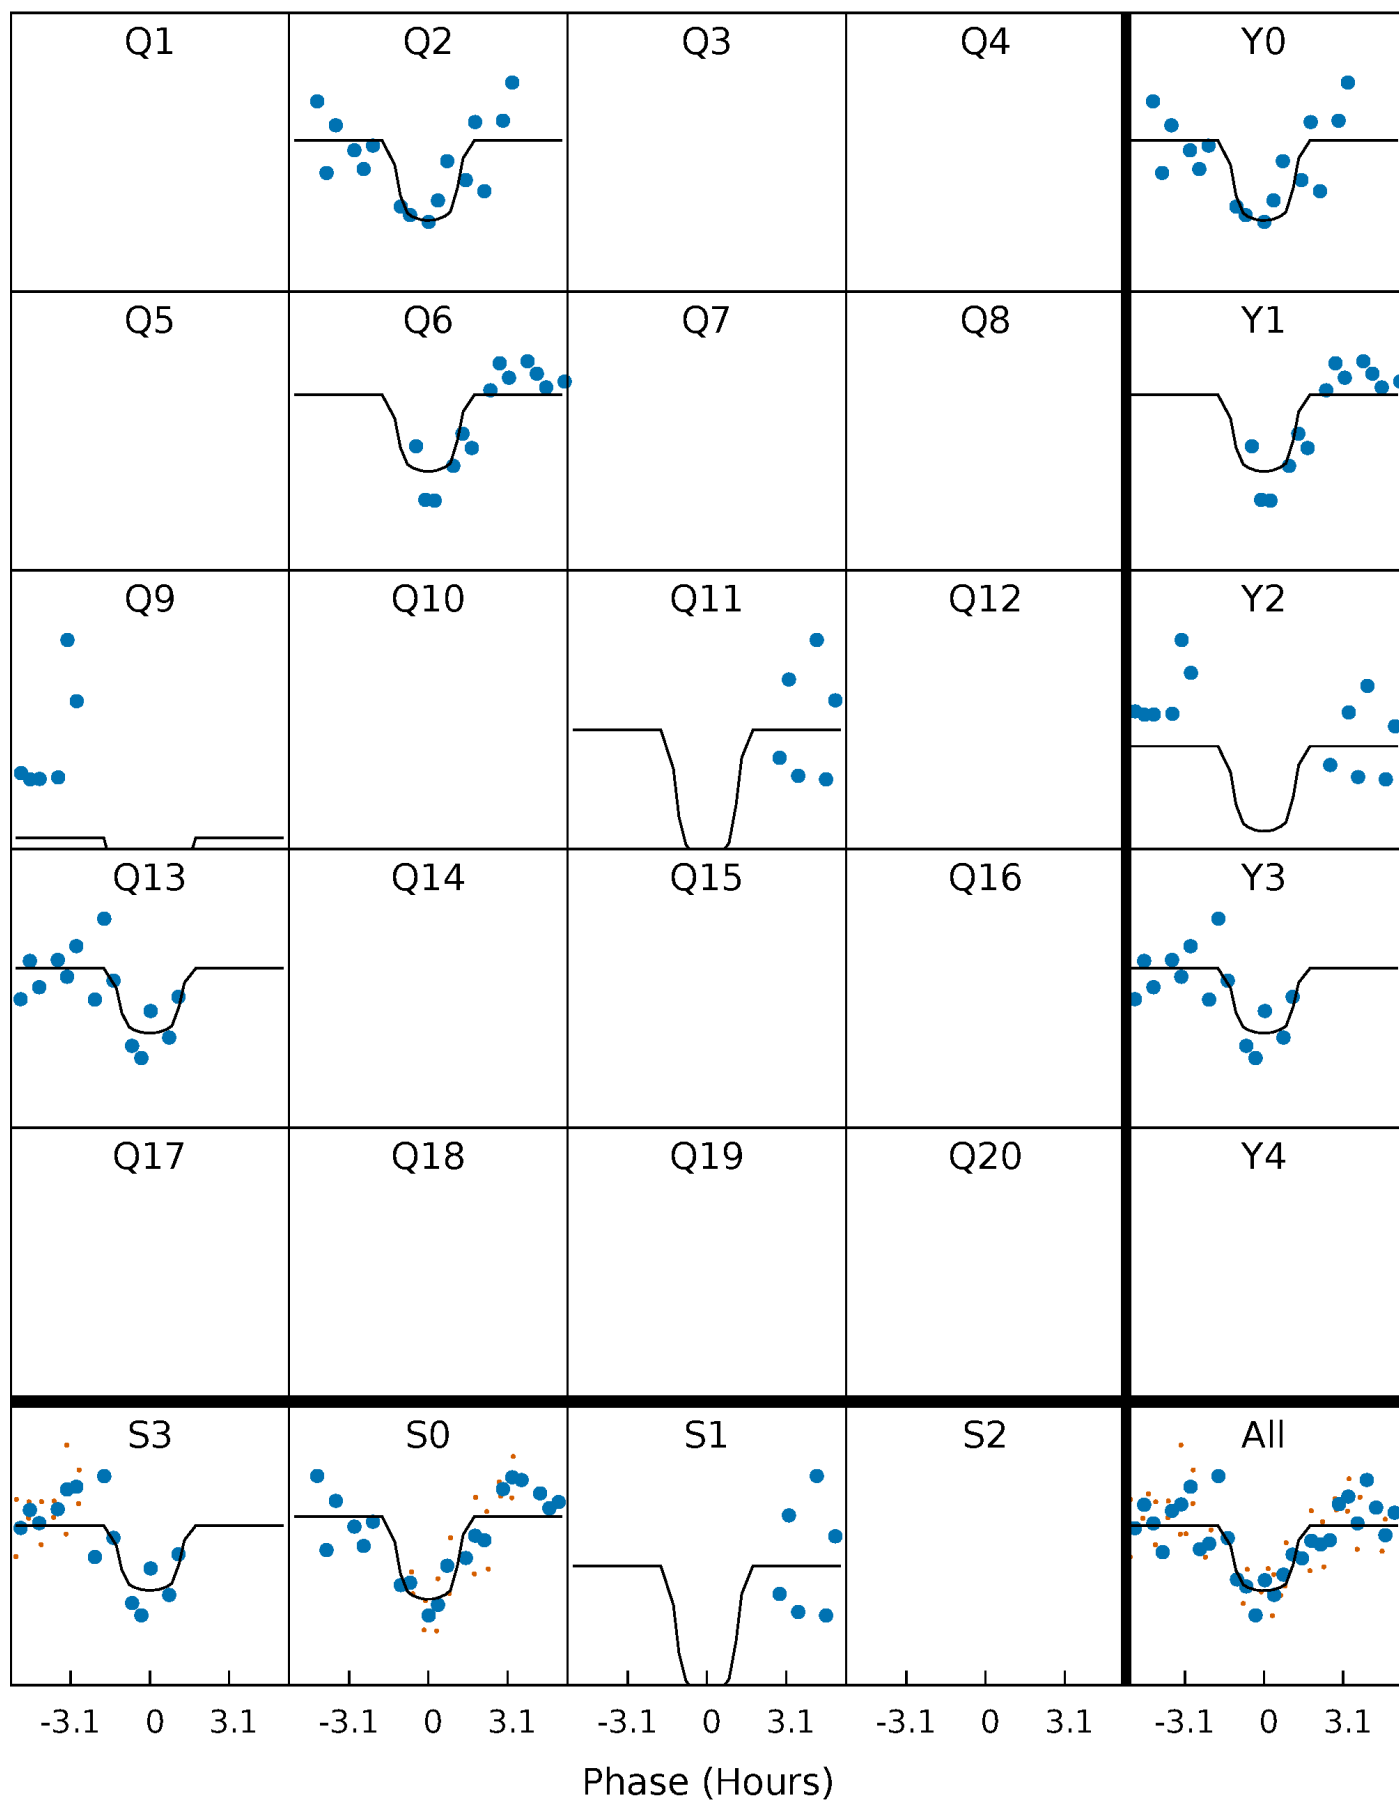 Q1 Q2 Q3 Q4 Y0
Q5 Q6 Q7 Q8 Y1
Q9 Q10 Q11 Q12 Y2
Q13 Q14 Q15 Q16 Y3
Q17 Q18 Q19 Q20 Y4
S3 S0 S1 S2 All
-3.1 0 3.1 -3.1 0 3.1 -3.1 0 3.1 -3.1 0 3.1 -3.1 0 3.1
Phase (Hours)